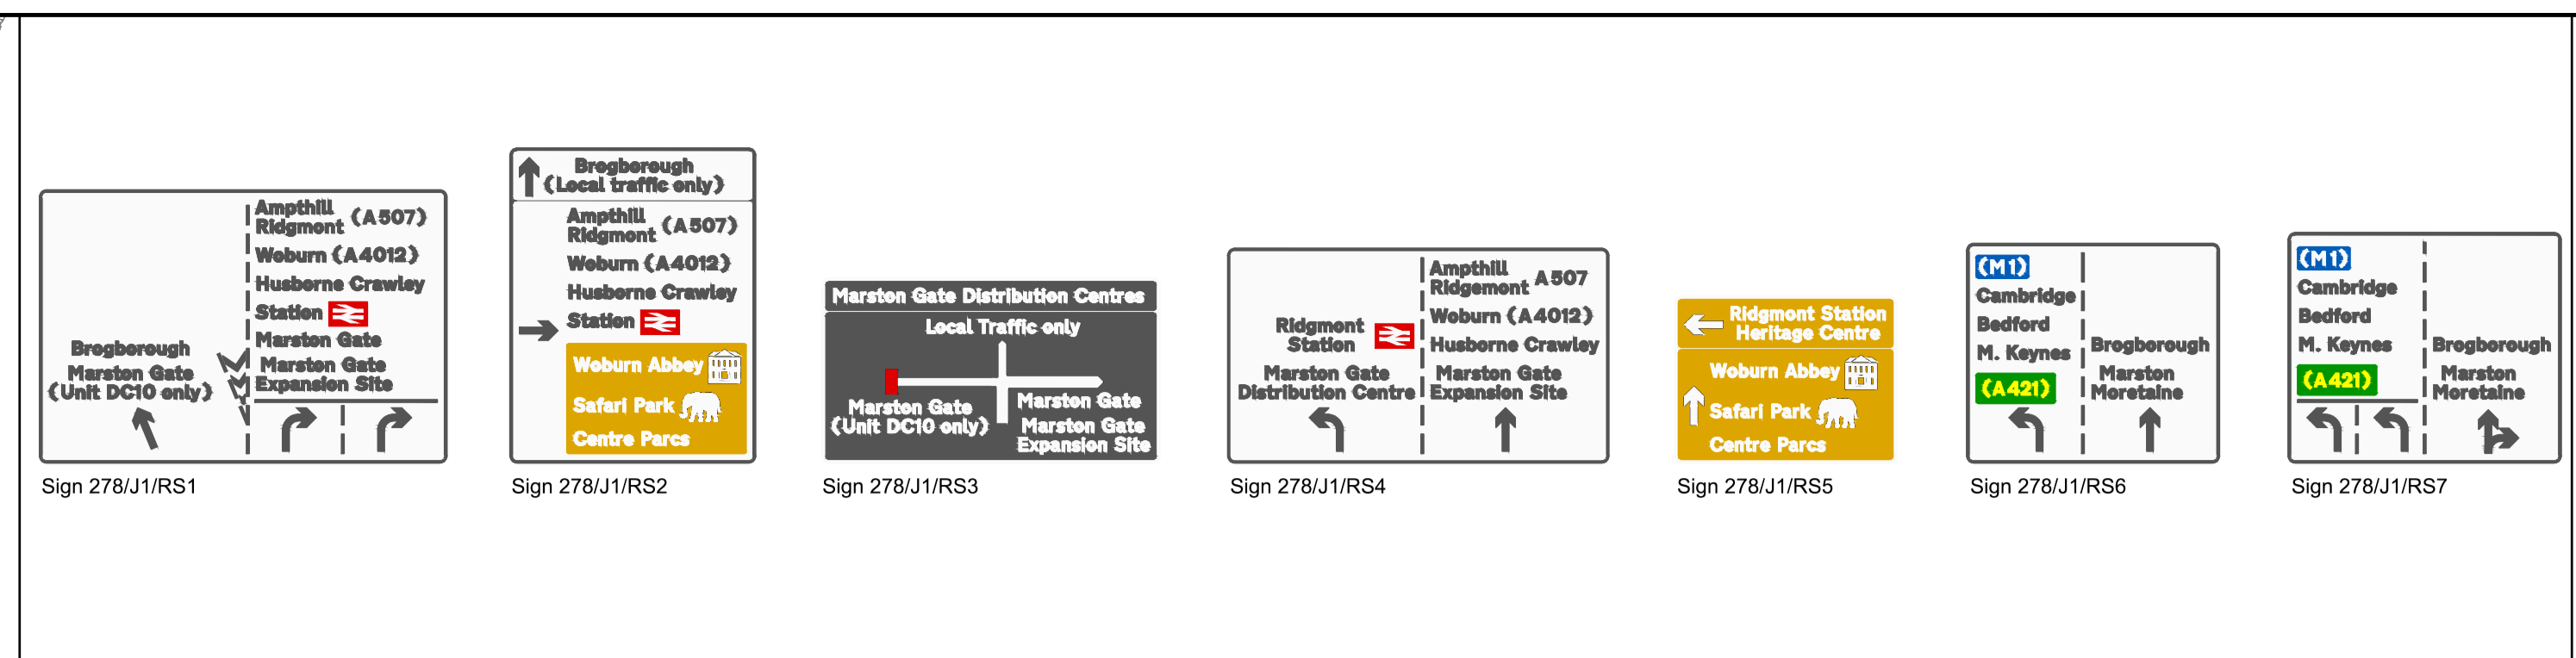 Brogborough
Marston Gate
(Unit DC10 only)
Ampthill
Ridgmont (A507)
Woburn (A4012)
Husborne Crawley
Station
Marston Gate
Marston Gate
Expansion Site
Sign 278/J1/RS1
Brogborough
(Local traffic only)
Ampthill
Ridgmont (A507)
Woburn (A4012)
Husborne Crawley
Station
Woburn Abbey
Safari Park
Centre Parcs
Sign 278/J1/RS2
Marston Gate Distribution Centres
Local Traffic only
Marston Gate
(Unit DC10 only)
Marston Gate
Marston Gate
Expansion Site
Sign 278/J1/RS3
Ridgmont
Station
Marston Gate
Distribution Centre
Ampthill
Ridgemont A507
Woburn (A4012)
Husborne Crawley
Marston Gate
Expansion Site
Sign 278/J1/RS4
Ridgmont Station
Heritage Centre
Woburn Abbey
Safari Park
Centre Parcs
Sign 278/J1/RS5
(M1)
Cambridge
Bedford
M. Keynes
(A421)
Brogborough
Marston
Moretaine
Sign 278/J1/RS6
(M1)
Cambridge
Bedford
M. Keynes
(A421)
Brogborough
Marston
Moretaine
Sign 278/J1/RS7